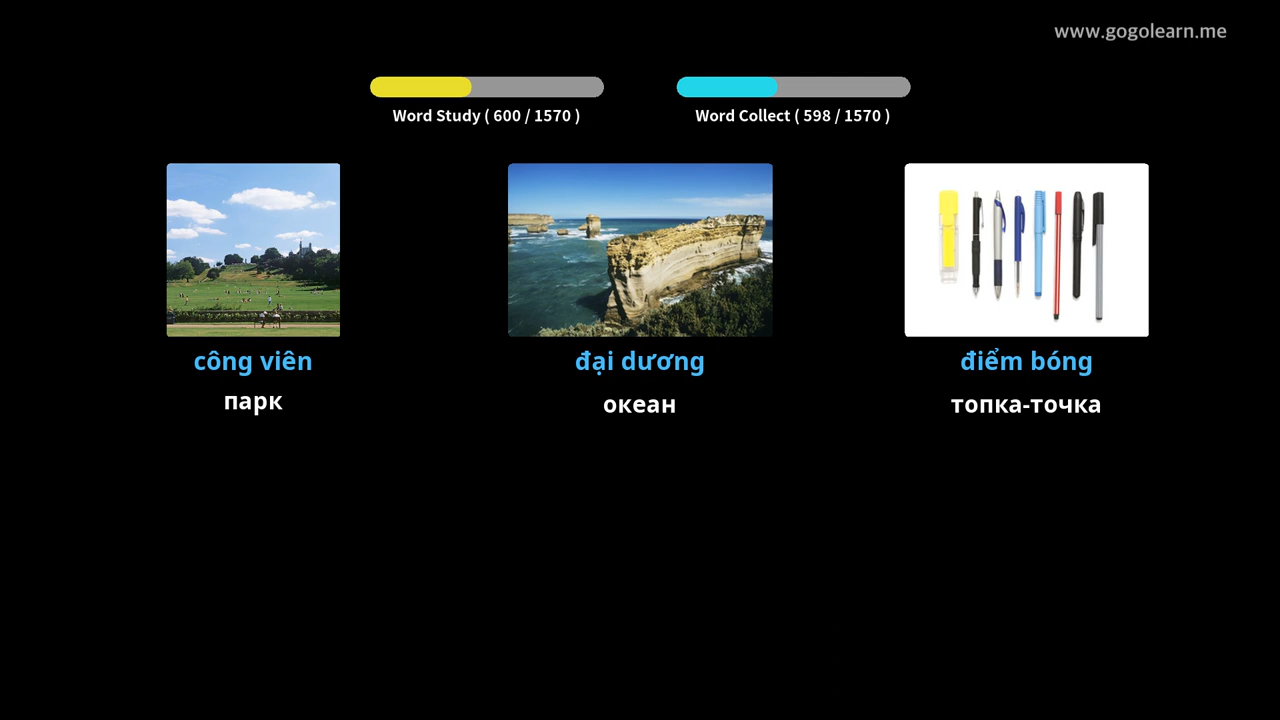 www.gogolearn.me
Word Study ( 600 / 1570 )
Word Collect ( 598 / 1570 )
công viên
đại dương
điểm bóng
парк
океан
топка-точка